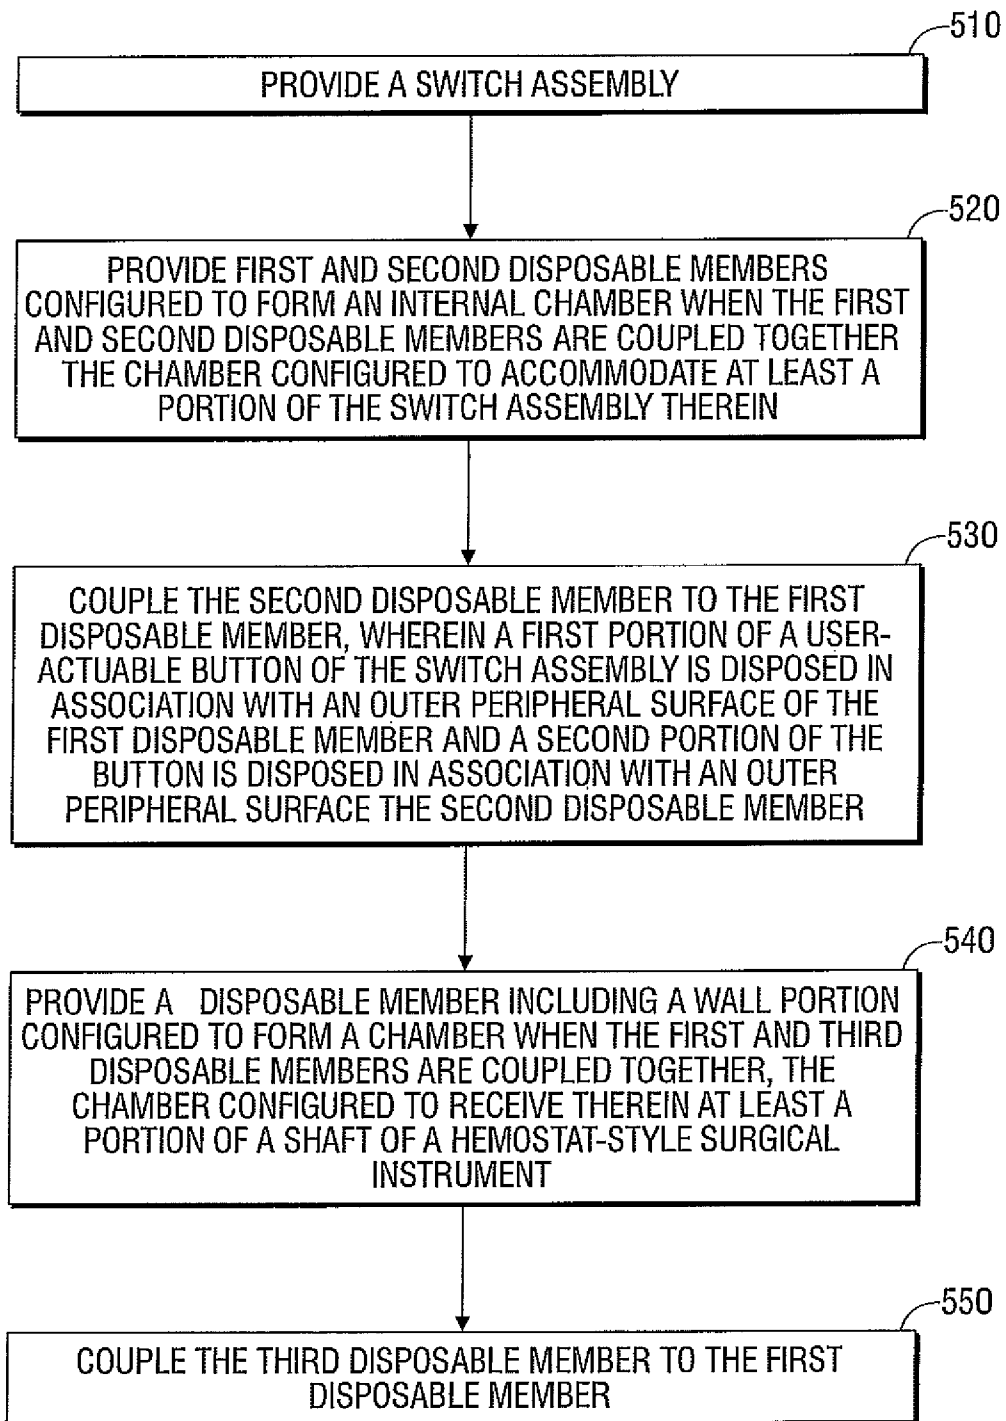 510
PROVIDE A SWITCH ASSEMBLY
520
PROVIDE FIRST AND SECOND DISPOSABLE MEMBERS
CONFIGURED TO FORM AN INTERNAL CHAMBER WHEN THE FIRST
AND SECOND DISPOSABLE MEMBERS ARE COUPLED TOGETHER
THE CHAMBER CONFIGURED TO ACCOMMODATE AT LEAST A
PORTION OF THE SWITCH ASSEMBLY THEREIN
530
COUPLE THE SECOND DISPOSABLE MEMBER TO THE FIRST
DISPOSABLE MEMBER, WHEREIN A FIRST PORTION OF A USER-
ACTUABLE BUTTON OF THE SWITCH ASSEMBLY IS DISPOSED IN
ASSOCIATION WITH AN OUTER PERIPHERAL SURFACE OF THE
FIRST DISPOSABLE MEMBER AND A SECOND PORTION OF THE
BUTTON IS DISPOSED IN ASSOCIATION WITH AN OUTER
PERIPHERAL SURFACE THE SECOND DISPOSABLE MEMBER
540
PROVIDE A DISPOSABLE MEMBER INCLUDING A WALL PORTION
CONFIGURED TO FORM A CHAMBER WHEN THE FIRST AND THIRD
DISPOSABLE MEMBERS ARE COUPLED TOGETHER, THE
CHAMBER CONFIGURED TO RECEIVE THEREIN AT LEAST A
PORTION OF A SHAFT OF A HEMOSTAT-STYLE SURGICAL
INSTRUMENT
550
COUPLE THE THIRD DISPOSABLE MEMBER TO THE FIRST
DISPOSABLE MEMBER